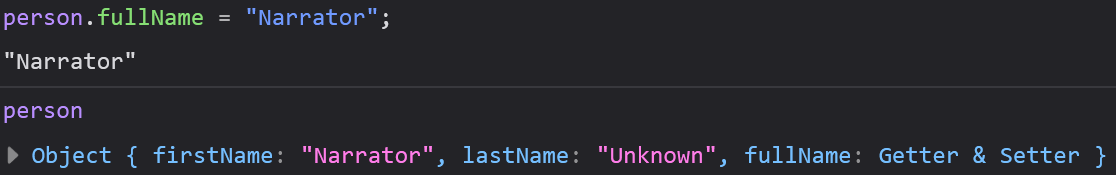 person.fullName = "Narrator";
"Narrator"
person
Object { firstName: "Narrator", lastName: "Unknown", fullName: Getter & Setter }